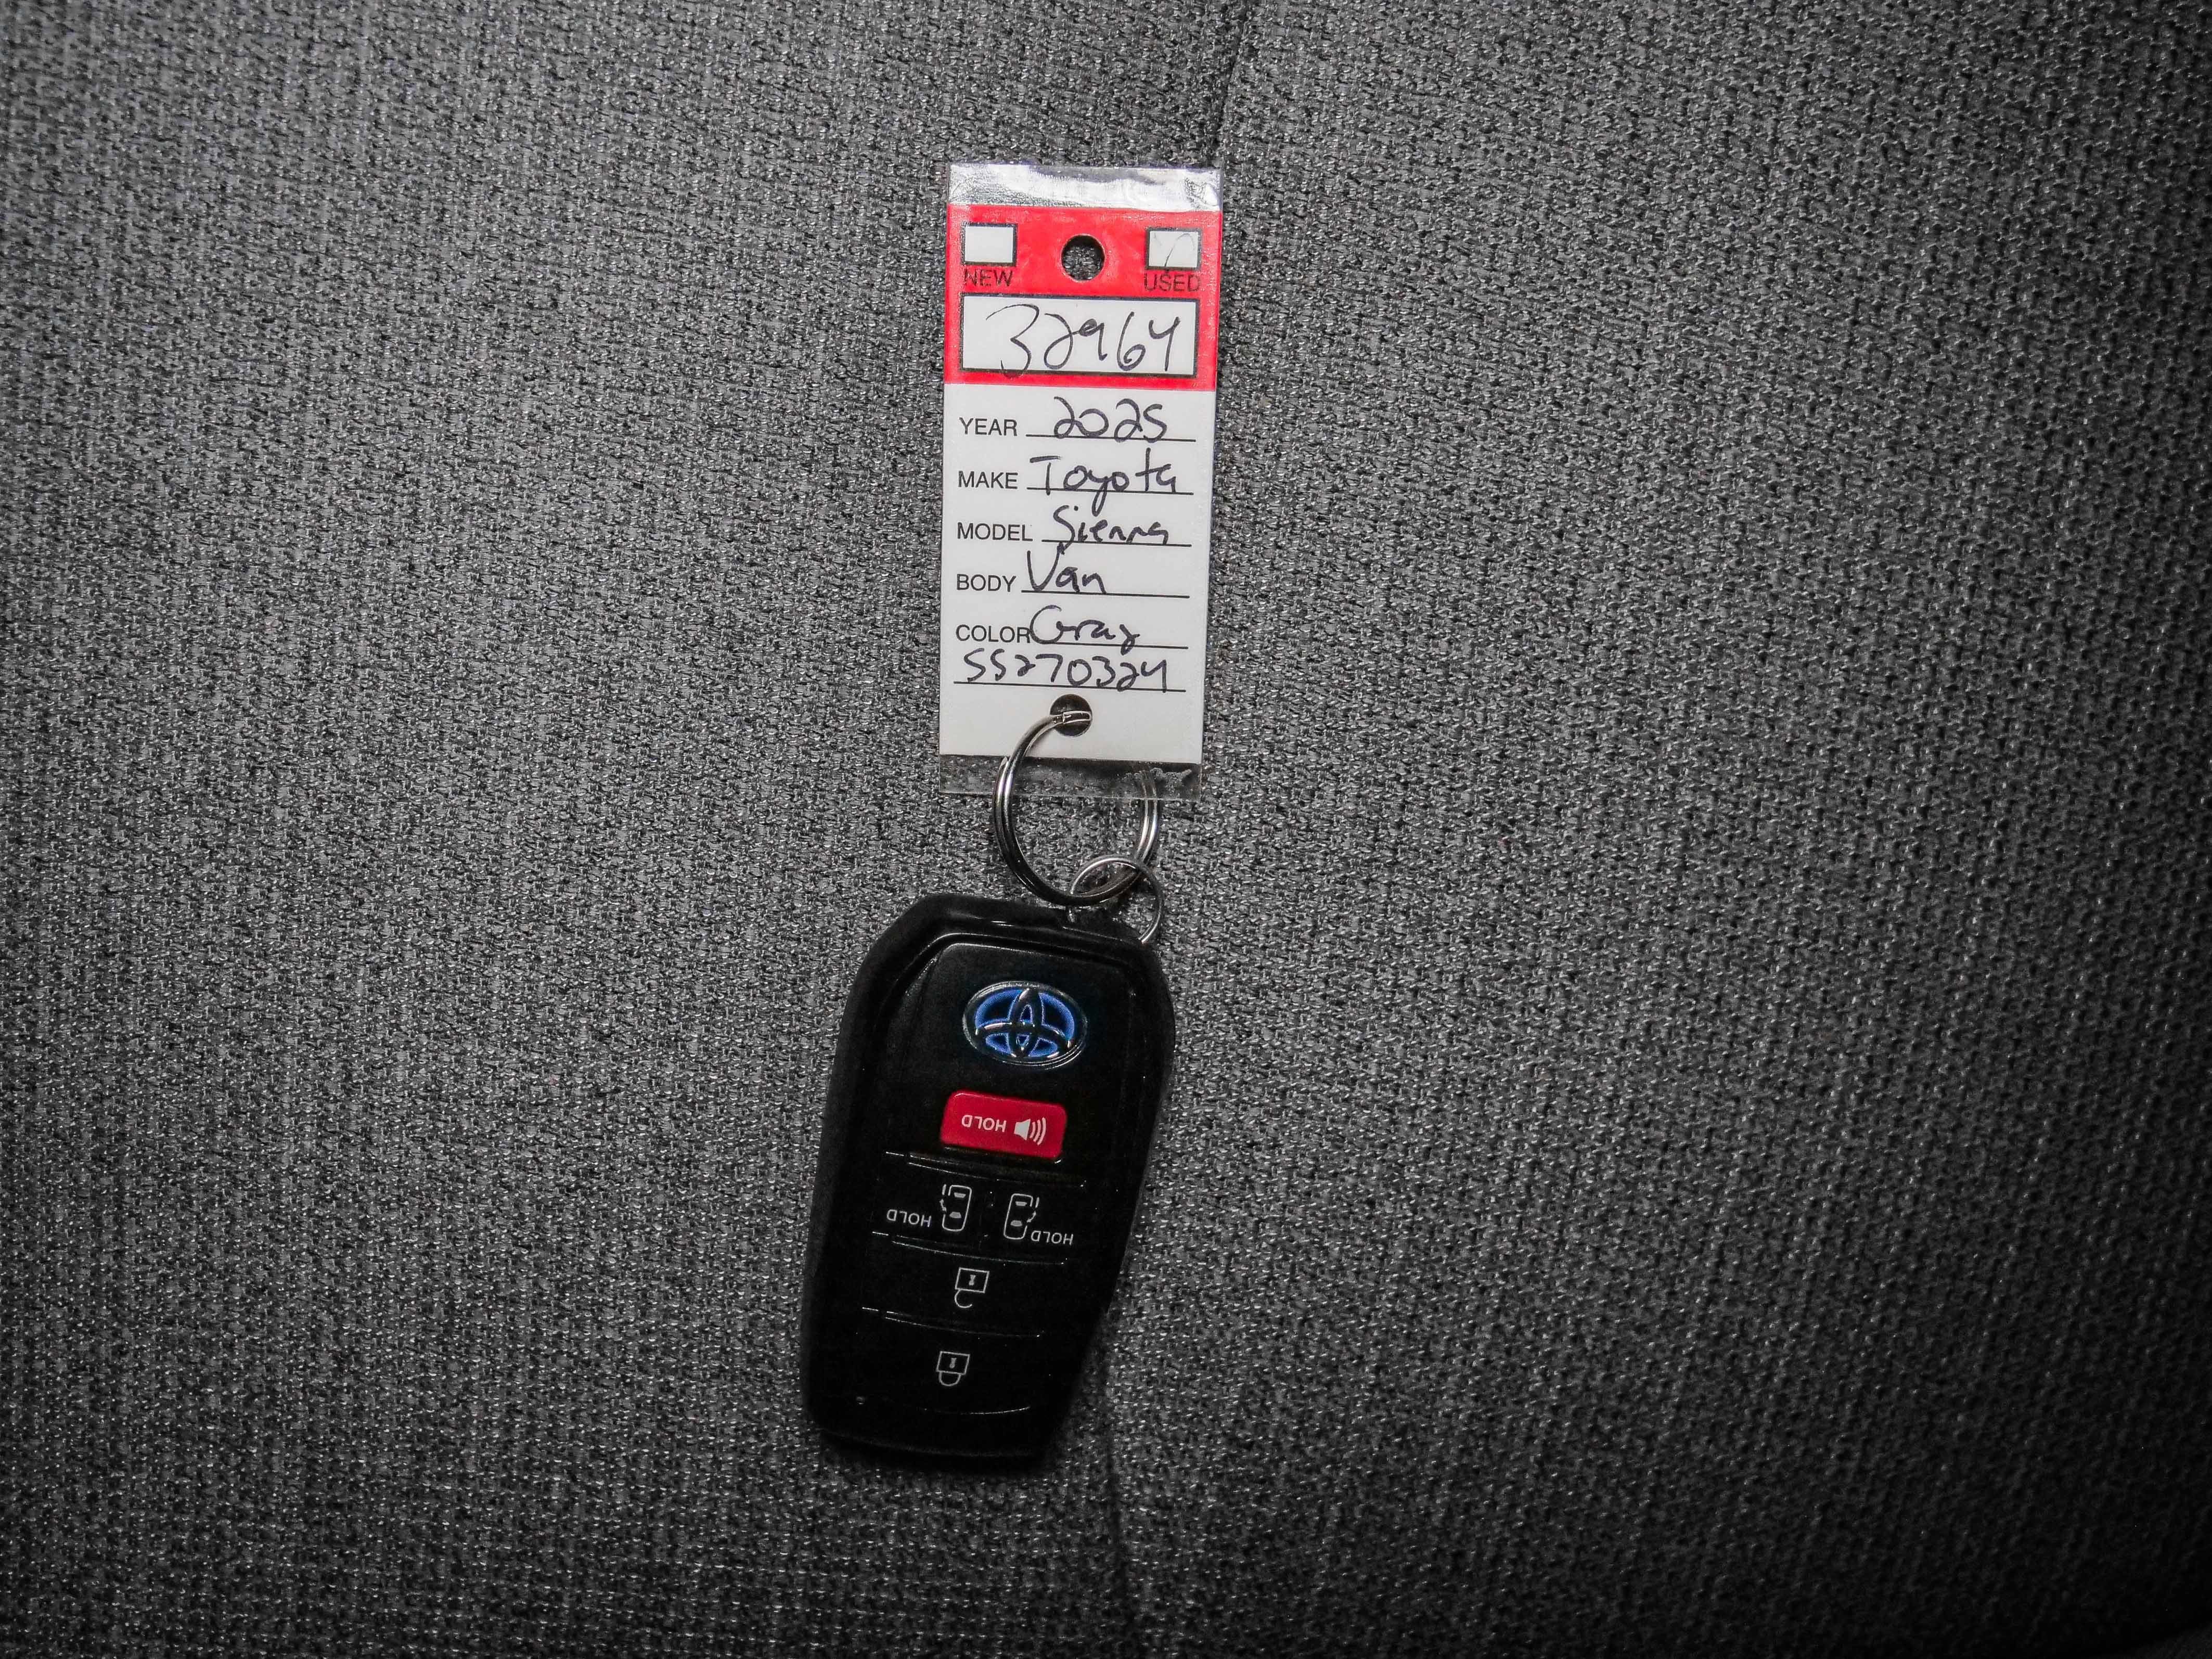 NEW USED
32964
YEAR 2025
MAKE Toyota
MODEL Sienna
BODY Van
COLOR Gray
SS270324
HOLD
HOLD HOLD